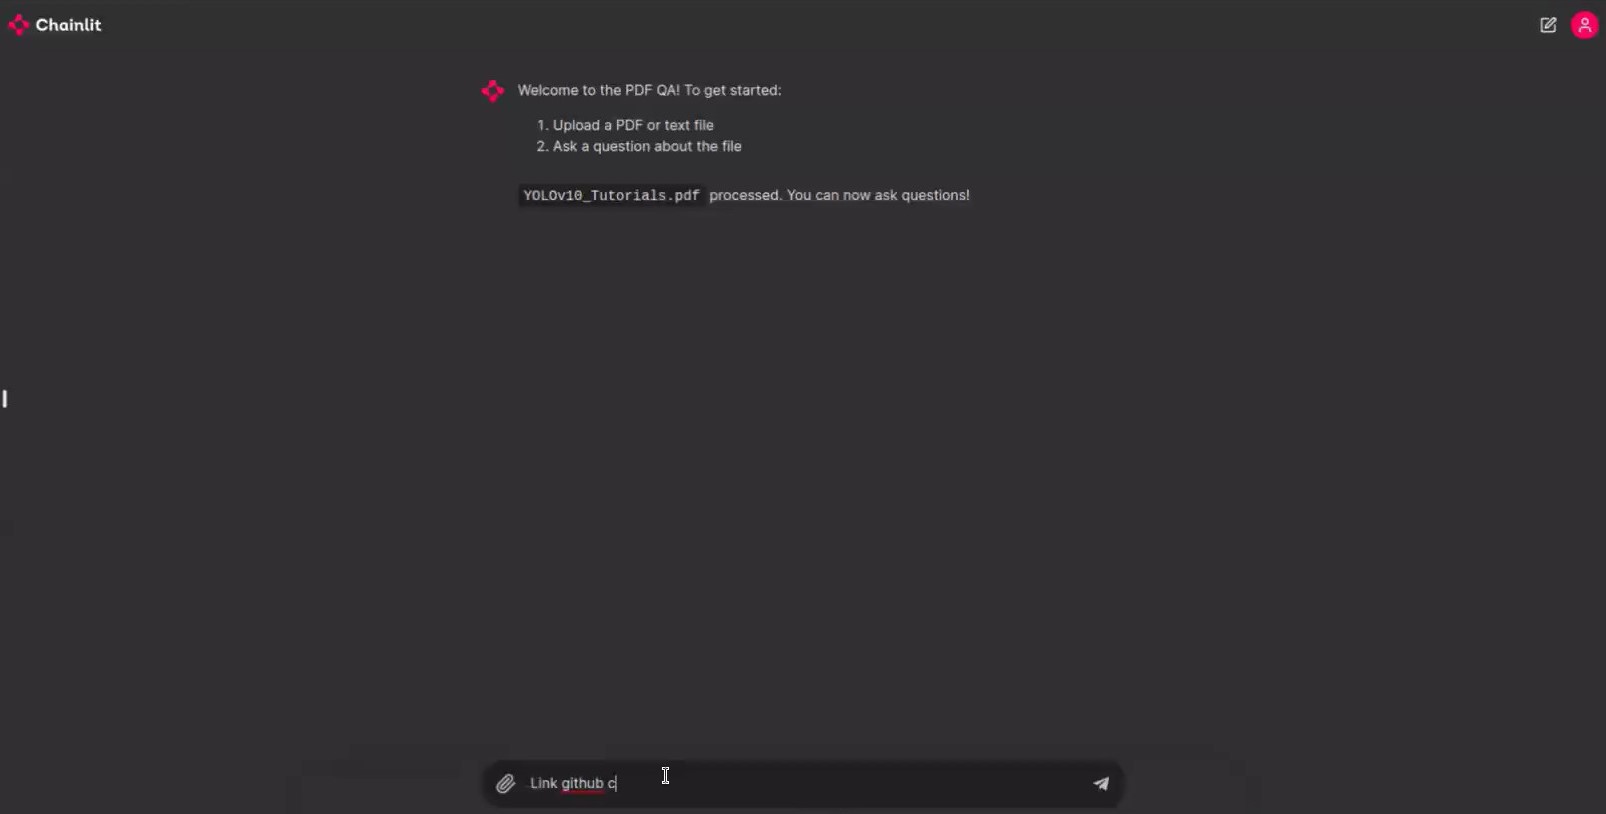 Chainlit
Welcome to the PDF QA! To get started:
1. Upload a PDF or text file
2. Ask a question about the file
YOLOv10_Tutorials.pdf processed. You can now ask questions!
Link github c